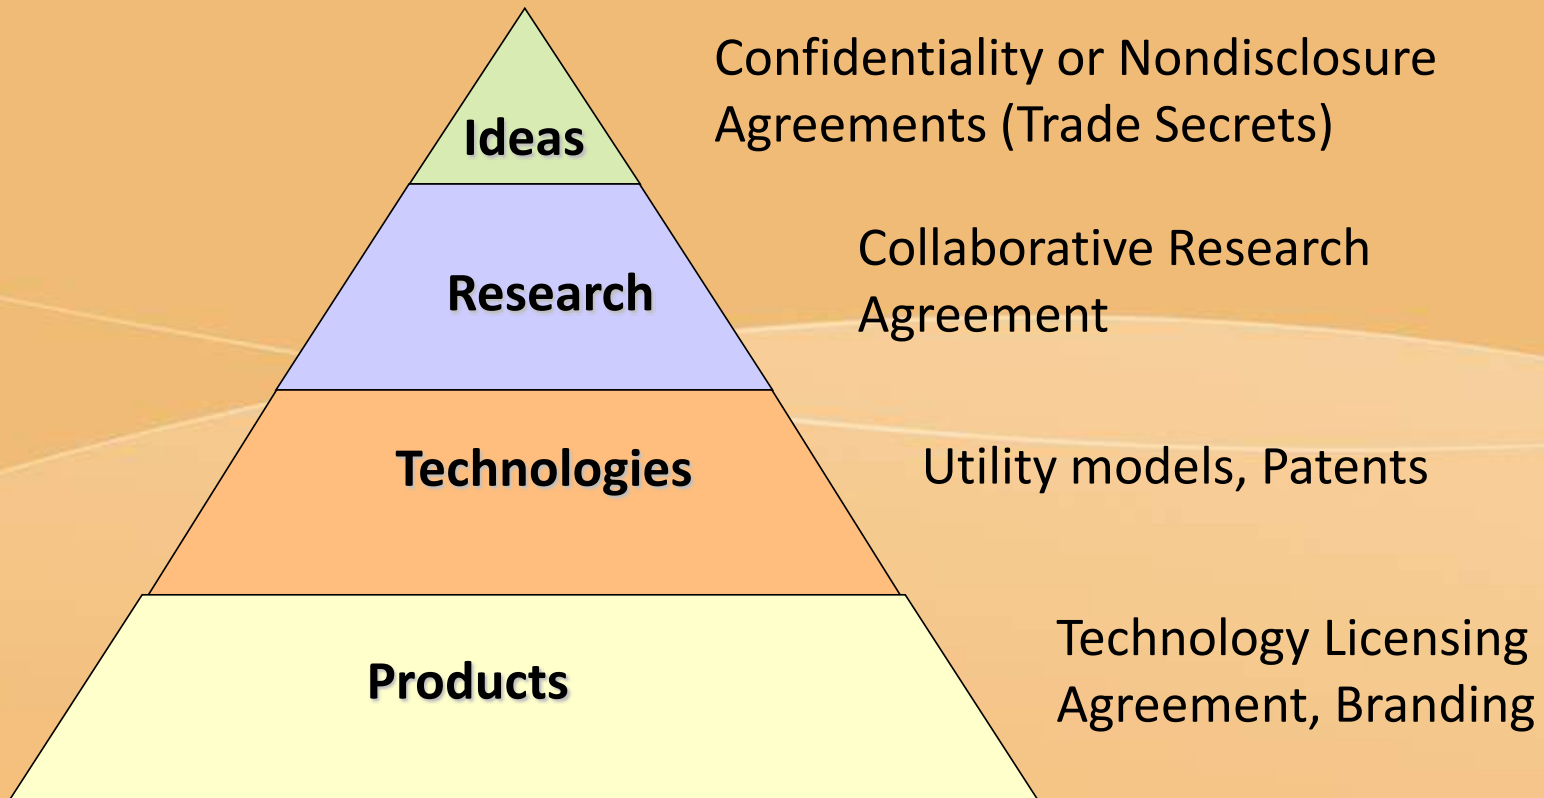 Ideas
Confidentiality or Nondisclosure
Agreements (Trade Secrets)
Research
Collaborative Research
Agreement
Technologies
Utility models, Patents
Products
Technology Licensing
Agreement, Branding